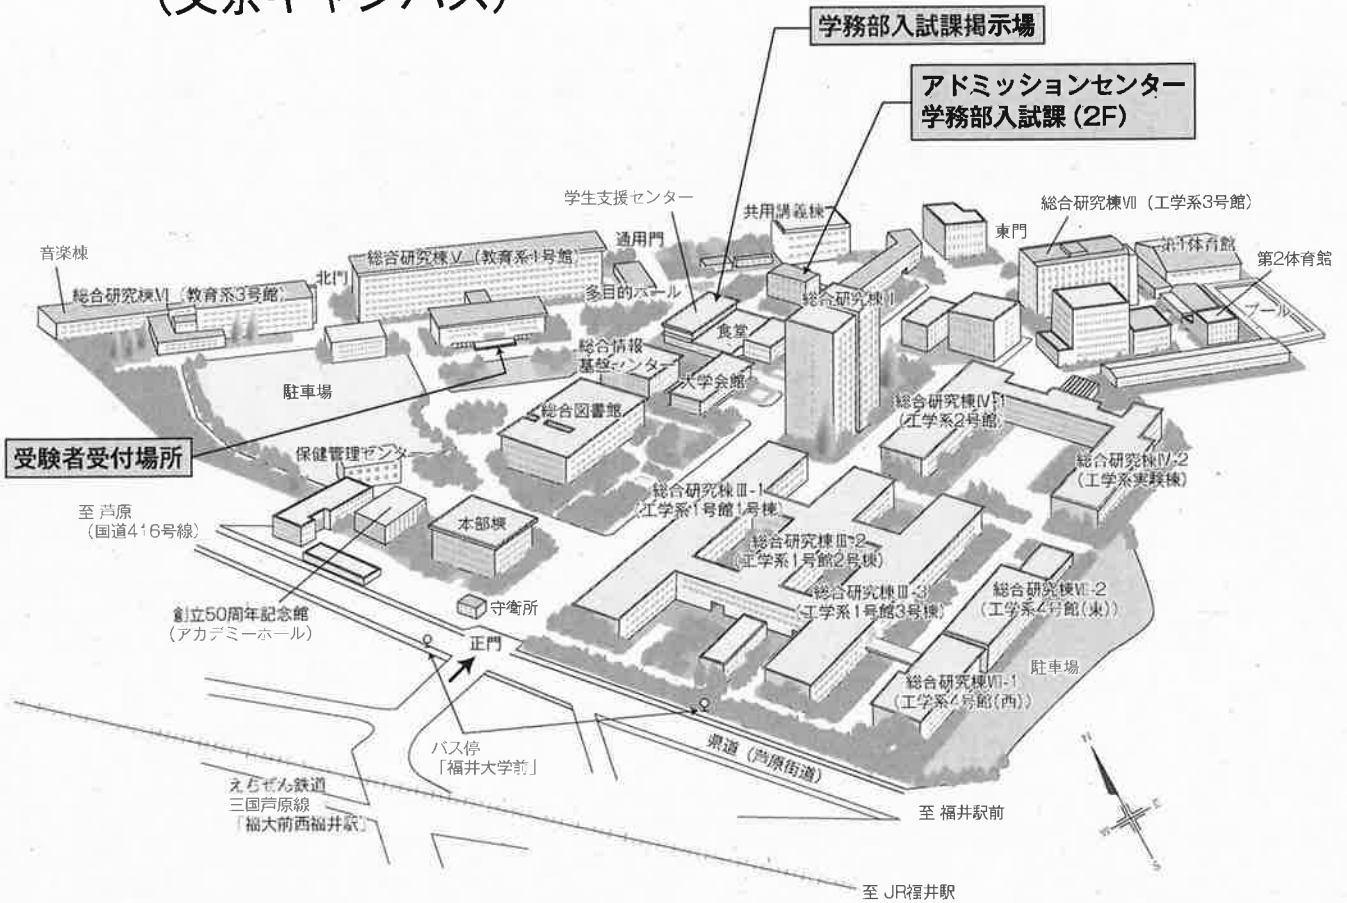 (文京キャンパス)
学務部入試課掲示場
アドミッションセンター
学務部入試課(2F)
学生支援センター
共用講義棟
総合研究棟Ⅶ(工学系3号館)
東門
第1体育館
第2体育館
音楽棟
通用門
総合研究棟Ⅴ(教育系1号館)
北門
総合研究棟Ⅵ(教育系3号館)
多目的ホール
総合研究棟Ⅰ
プール
食堂
総合情報
基盤センター
大学会館
駐車場
総合図書館
総合研究棟Ⅳ-1
(工学系2号館)
受験者受付場所
保健管理センター
総合研究棟Ⅳ-2
(工学系実験棟)
総合研究棟Ⅲ-1
(工学系1号館1号棟)
至 芦原
(国道416号線)
本部棟
総合研究棟Ⅲ-2
(工学系1号館2号棟)
総合研究棟Ⅲ-3
(工学系1号館3号棟)
総合研究棟Ⅷ-2
(工学系4号館(東))
創立50周年記念館
(アカデミーホール)
守衛所
正門
駐車場
総合研究棟Ⅷ-1
(工学系4号館(西))
バス停
「福井大学前」
県道(芦原街道)
えちぜん鉄道
三国芦原線
「福大前西福井駅」
至 福井駅前
至 JR福井駅
N
E
W
S